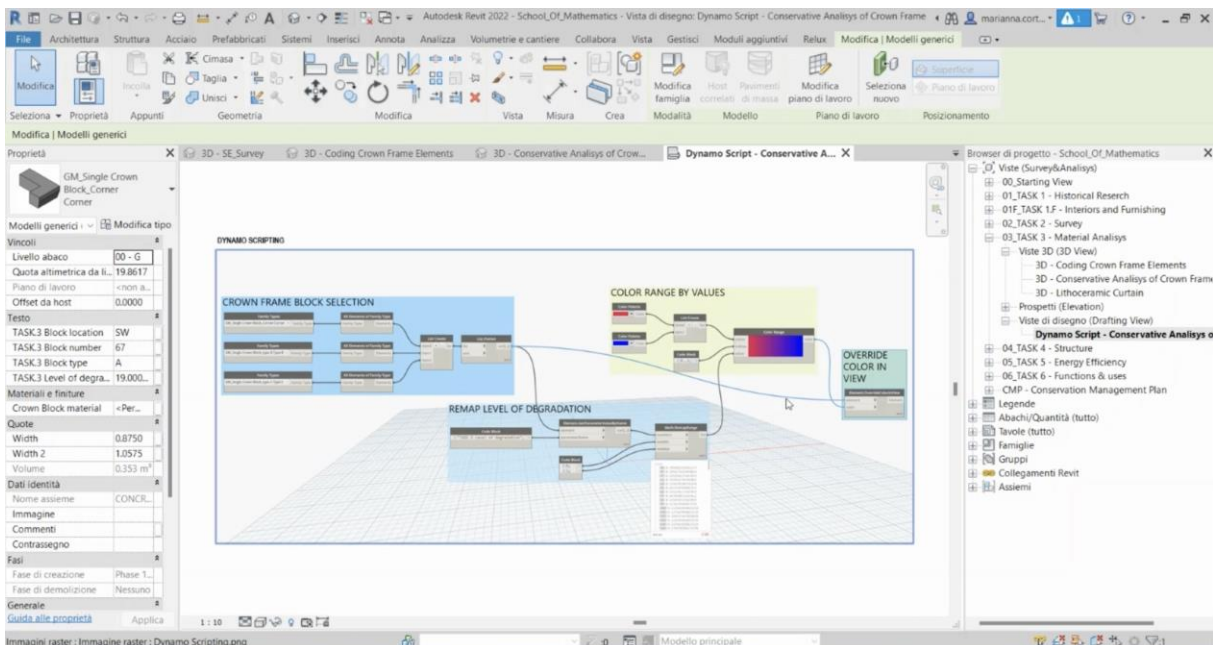 Autodesk Revit 2022 - School_Of_Mathematics - Vista di disegno: Dynamo Script - Conservative Analisys of Crown Frame
marianna.cort...
1
File Architettura Struttura Acciaio Prefabbricati Sistemi Inserisci Annota Analizza Volumetrie e cantiere Collabora Vista Gestisci Moduli aggiuntivi Relux Modifica | Modelli generici
Modifica
Incolla
Cimasa
Taglia
Unisci
Modifica famiglia
Host correlati
Pavimenti di massa
Modifica piano di lavoro
Seleziona nuovo
Superficie
Piano di lavoro
Seleziona Proprietà Appunti Geometria Modifica Vista Misura Crea Modalità Modello Piano di lavoro Posizionamento
Modifica | Modelli generici
Proprietà
3D - SE_Survey
3D - Coding Crown Frame Elements
3D - Conservative Analisys of Crow...
Dynamo Script - Conservative A...
Browser di progetto - School_Of_Mathematics
GM_Single Crown
Block_Corner
Corner
Modelli generici
Modifica tipo
Vincoli
Livello abaco 00 - G
Quota altimetrica da li... 19.8617
Piano di lavoro <non a...
Offset da host 0.0000
Testo
TASK.3 Block location SW
TASK.3 Block number 67
TASK.3 Block type A
TASK.3 Level of degra... 19.000...
Materiali e finiture
Crown Block material <Per...
Quote
Width 0.8750
Width 2 1.0575
Volume 0.353 m³
Dati identità
Nome assieme CONCR...
Immagine
Commenti
Contrassegno
Fasi
Fase di creazione Phase 1...
Fase di demolizione Nessuno
Generale
Guida alle proprietà
Applica
DYNAMO SCRIPTING
CROWN FRAME BLOCK SELECTION
COLOR RANGE BY VALUES
OVERRIDE
COLOR IN
VIEW
REMAP LEVEL OF DEGRADATION
Viste (Survey&Analisys)
00_Starting View
01_TASK 1 - Historical Reserch
01F_TASK 1.F - Interiors and Furnishing
02_TASK 2 - Survey
03_TASK 3 - Material Analisys
Viste 3D (3D View)
3D - Coding Crown Frame Elements
3D - Conservative Analisys of Crown Frame
3D - Lithoceramic Curtain
Prospetti (Elevation)
Viste di disegno (Drafting View)
Dynamo Script - Conservative Analisys o
04_TASK 4 - Structure
05_TASK 5 - Energy Efficiency
06_TASK 6 - Functions & uses
CMP - Conservation Management Plan
Legende
Abachi/Quantità (tutto)
Tavole (tutto)
Famiglie
Gruppi
Collegamenti Revit
Assiemi
1 : 10
Immagini raster : Immagine raster : Dynamo Scripting.png
:0
Modello principale
:1